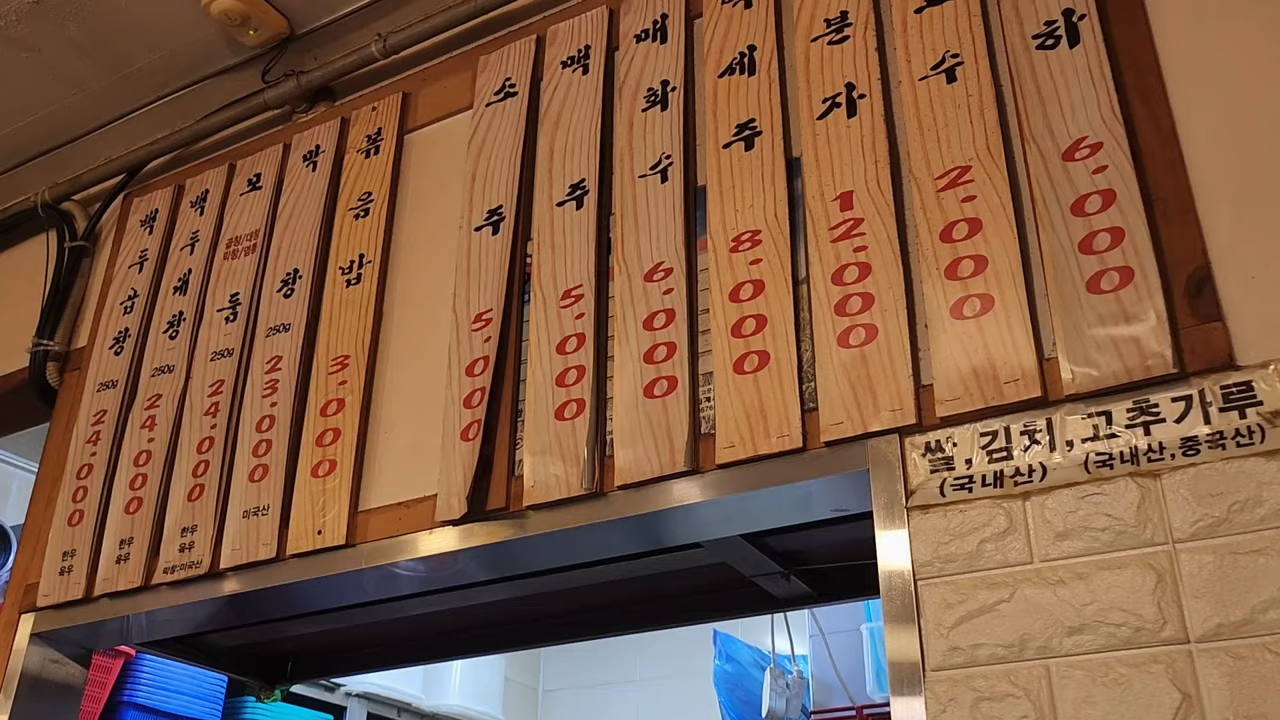 백두곱창 250g 24.000 한우 육우
백두대창 250g 24.000 한우 육우
모둠 곱창/대창 막창/염통 250g 24.000 한우 육우 막창:미국산
막창 250g 23.000 미국산
볶음밥 3.000
소주 5.000
맥주 5.000
매화수 6.000
세주 8.000
분자 12.000
수 2.000
하 6.000
쌀,김치,고추가루
(국내산) (국내산,중국산)